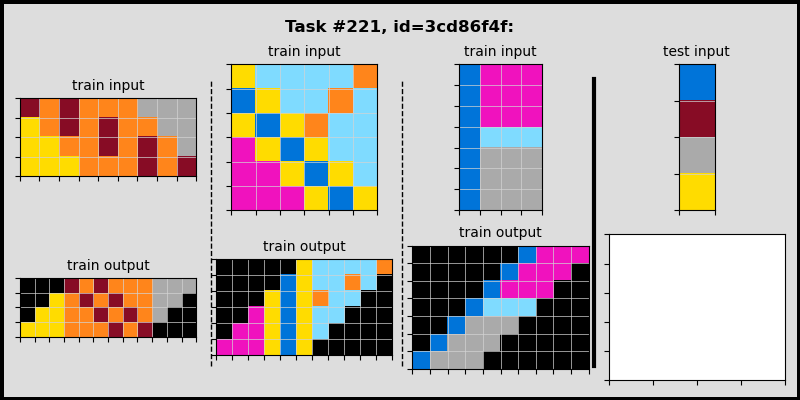 Task #221, id=3cd86f4f:
train input
train input
train input
test input
train output
train output
train output